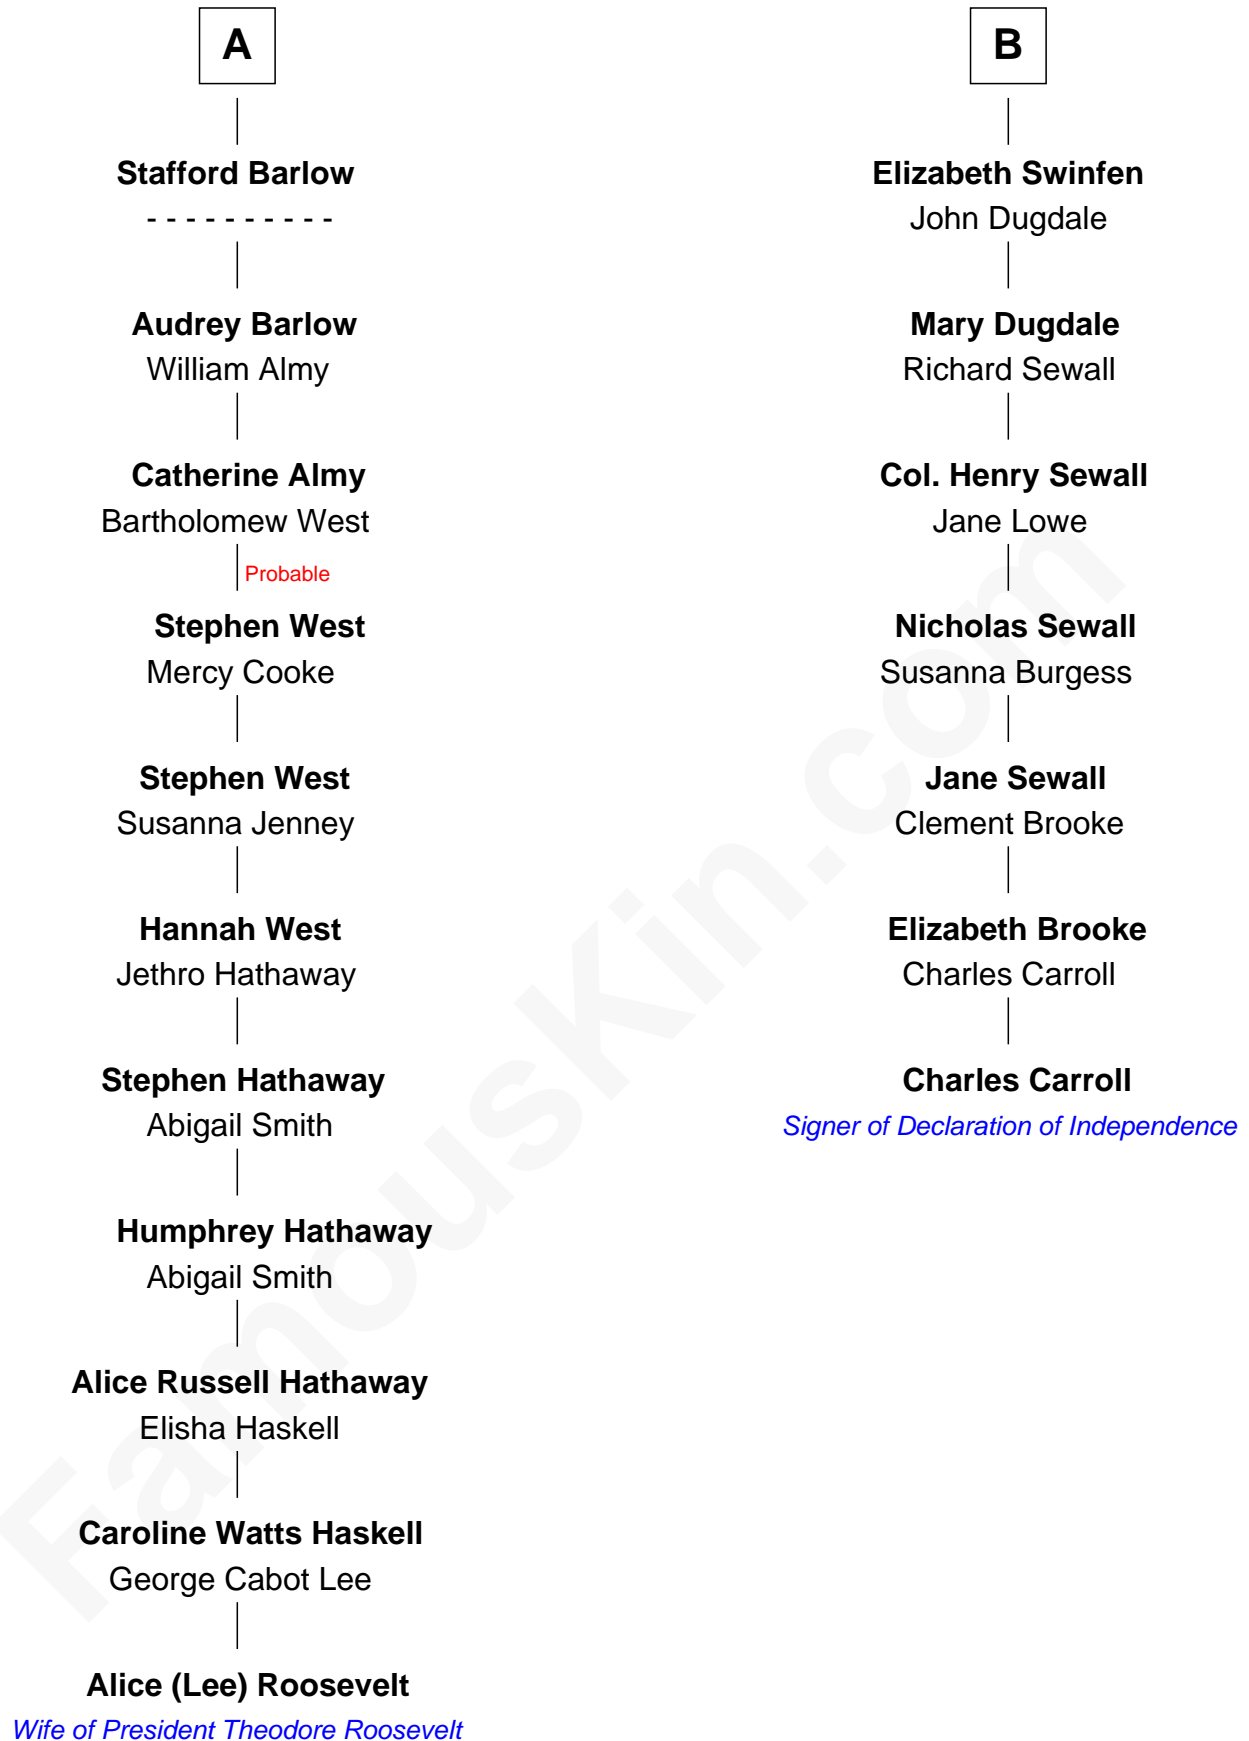 A
Stafford Barlow
- - - - - - - - - -
Audrey Barlow
William Almy
Catherine Almy
Bartholomew West
Probable
Stephen West
Mercy Cooke
Stephen West
Susanna Jenney
Hannah West
Jethro Hathaway
Stephen Hathaway
Abigail Smith
Humphrey Hathaway
Abigail Smith
Alice Russell Hathaway
Elisha Haskell
Caroline Watts Haskell
George Cabot Lee
Alice (Lee) Roosevelt
Wife of President Theodore Roosevelt
B
Elizabeth Swinfen
John Dugdale
Mary Dugdale
Richard Sewall
Col. Henry Sewall
Jane Lowe
Nicholas Sewall
Susanna Burgess
Jane Sewall
Clement Brooke
Elizabeth Brooke
Charles Carroll
Charles Carroll
Signer of Declaration of Independence
FamousKin.com